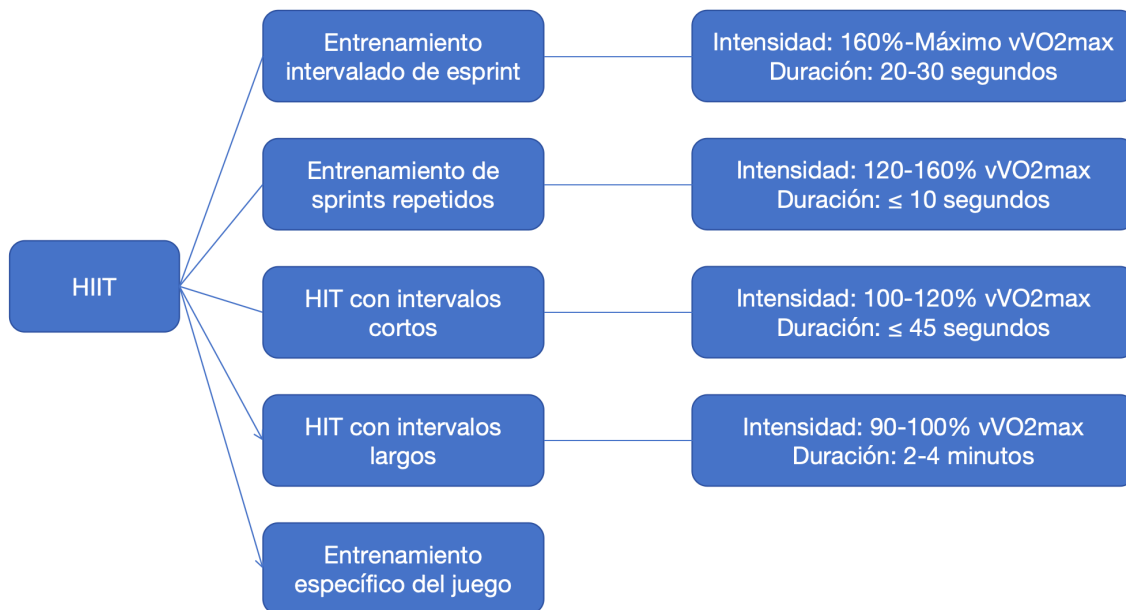 Entrenamiento
intervalado de esprint
Intensidad: 160%-Máximo vVO2max
Duración: 20-30 segundos
Entrenamiento de
sprints repetidos
Intensidad: 120-160% vVO2max
Duración: ≤ 10 segundos
HIIT
HIT con intervalos
cortos
Intensidad: 100-120% vVO2max
Duración: ≤ 45 segundos
HIT con intervalos
largos
Intensidad: 90-100% vVO2max
Duración: 2-4 minutos
Entrenamiento
específico del juego